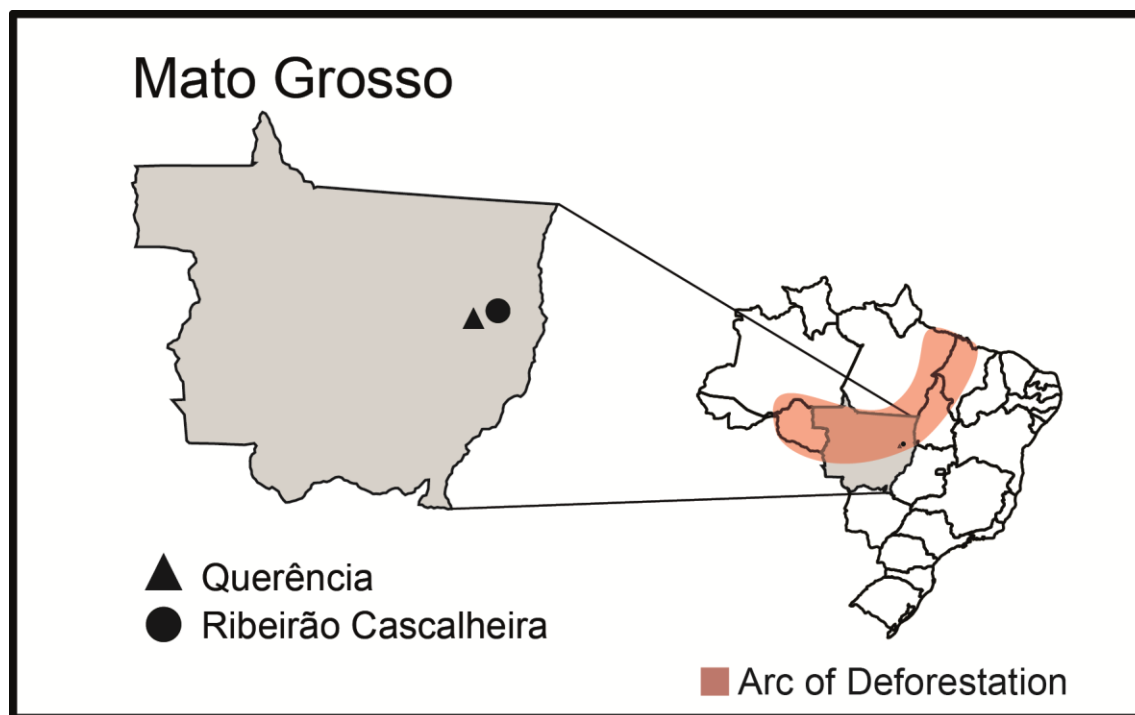 Mato Grosso
Querência
Ribeirão Cascalheira
Arc of Deforestation